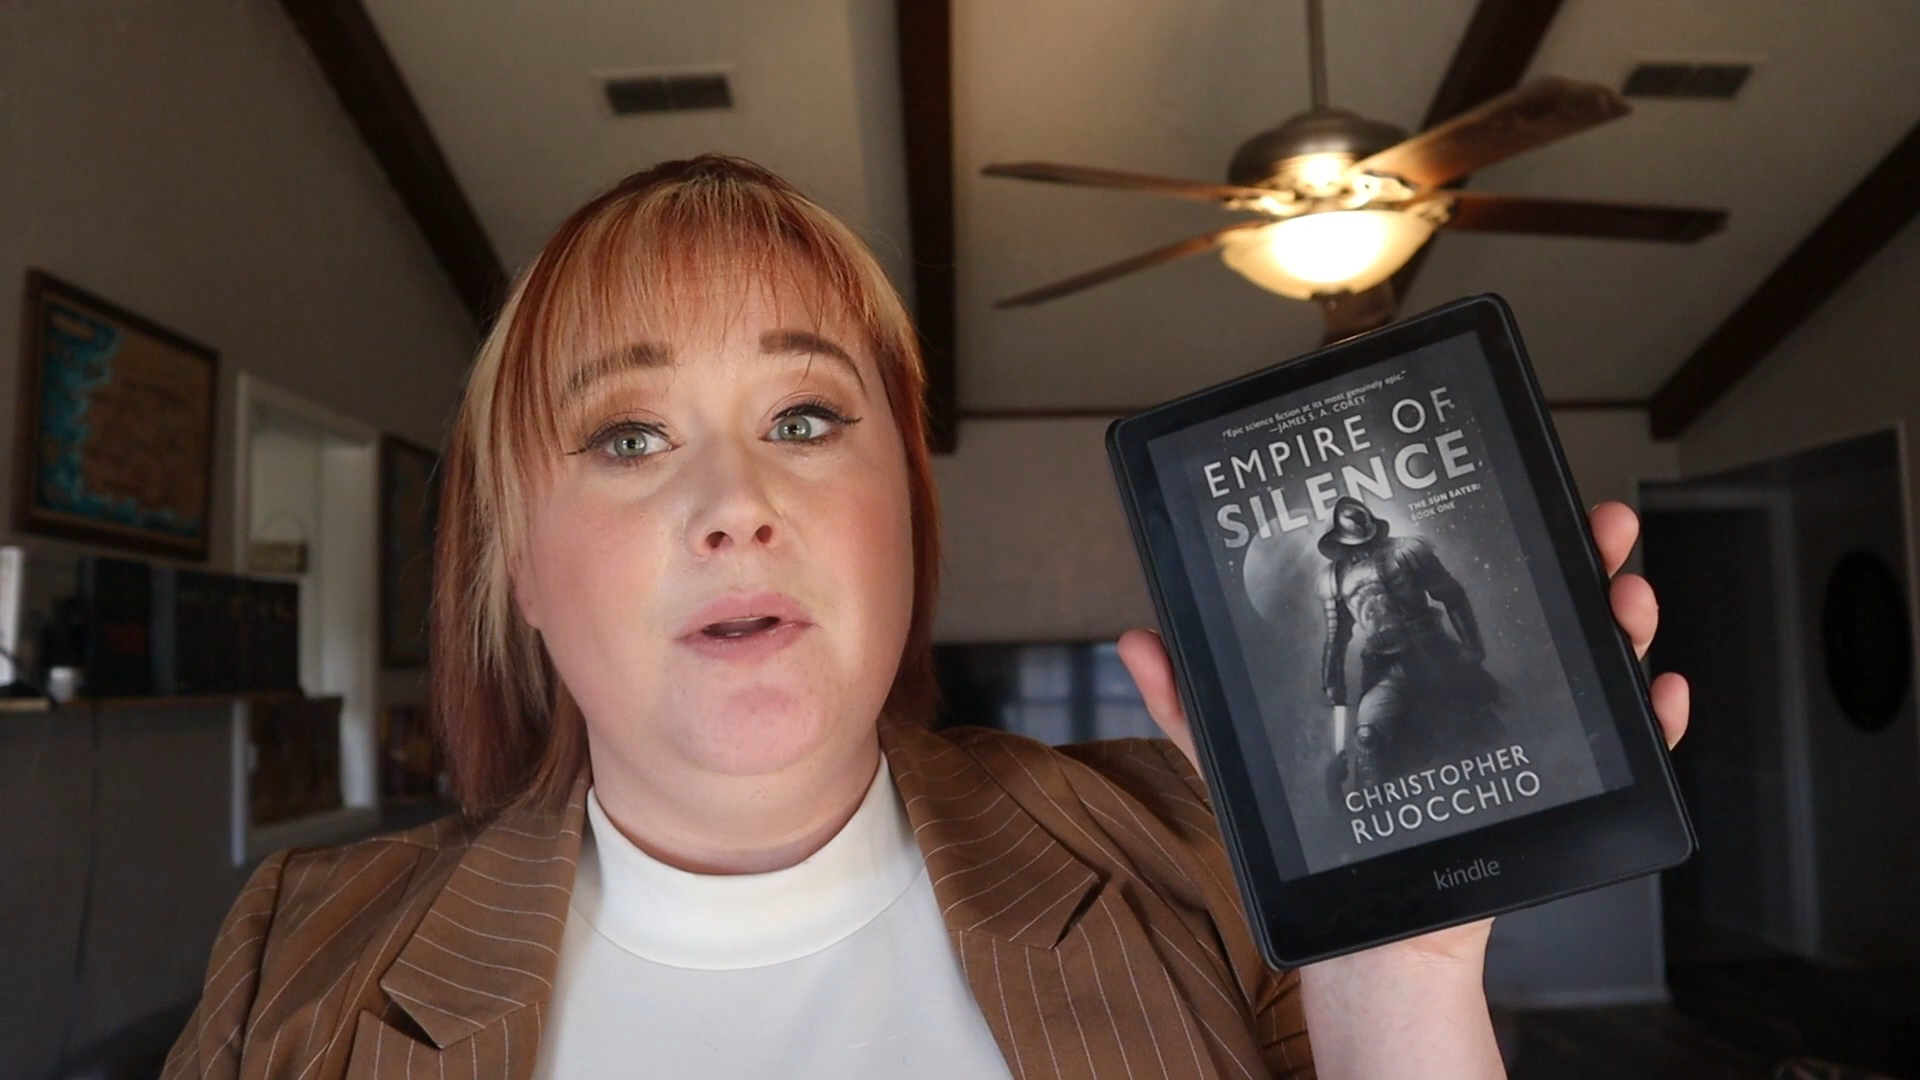 "Epic science fiction at its most genuinely epic."
—JAMES S. A. COREY
EMPIRE OF
SILENCE
THE SUN EATER:
BOOK ONE
CHRISTOPHER
RUOCCHIO
kindle